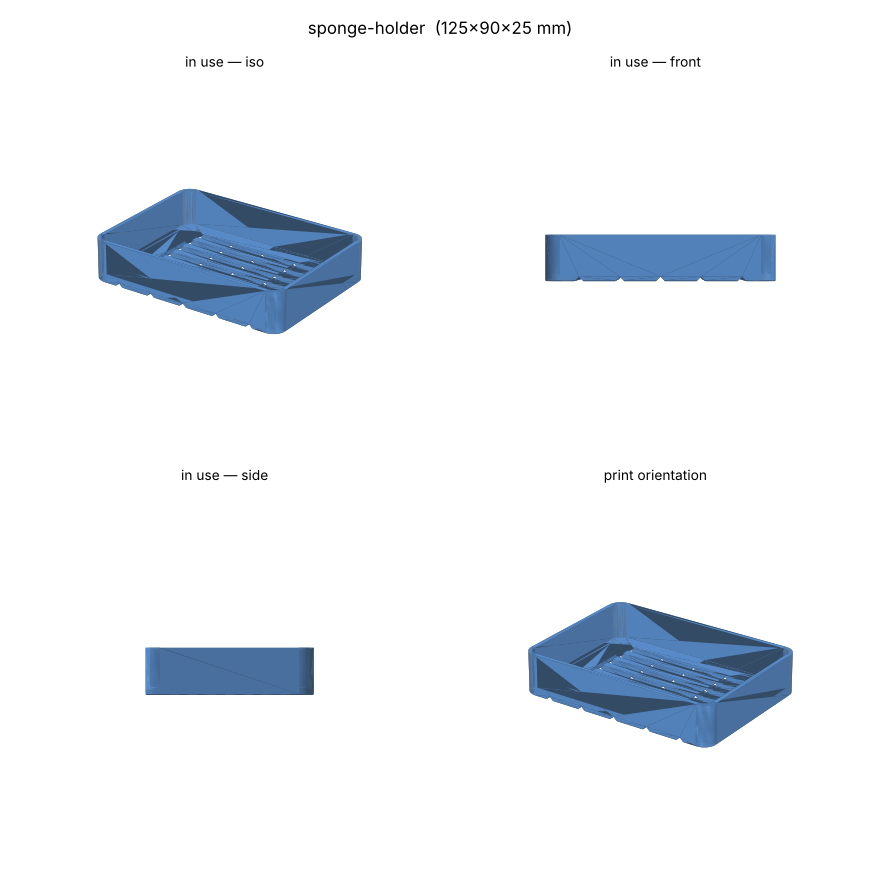 sponge-holder (125×90×25 mm)
in use — iso
in use — front
in use — side
print orientation